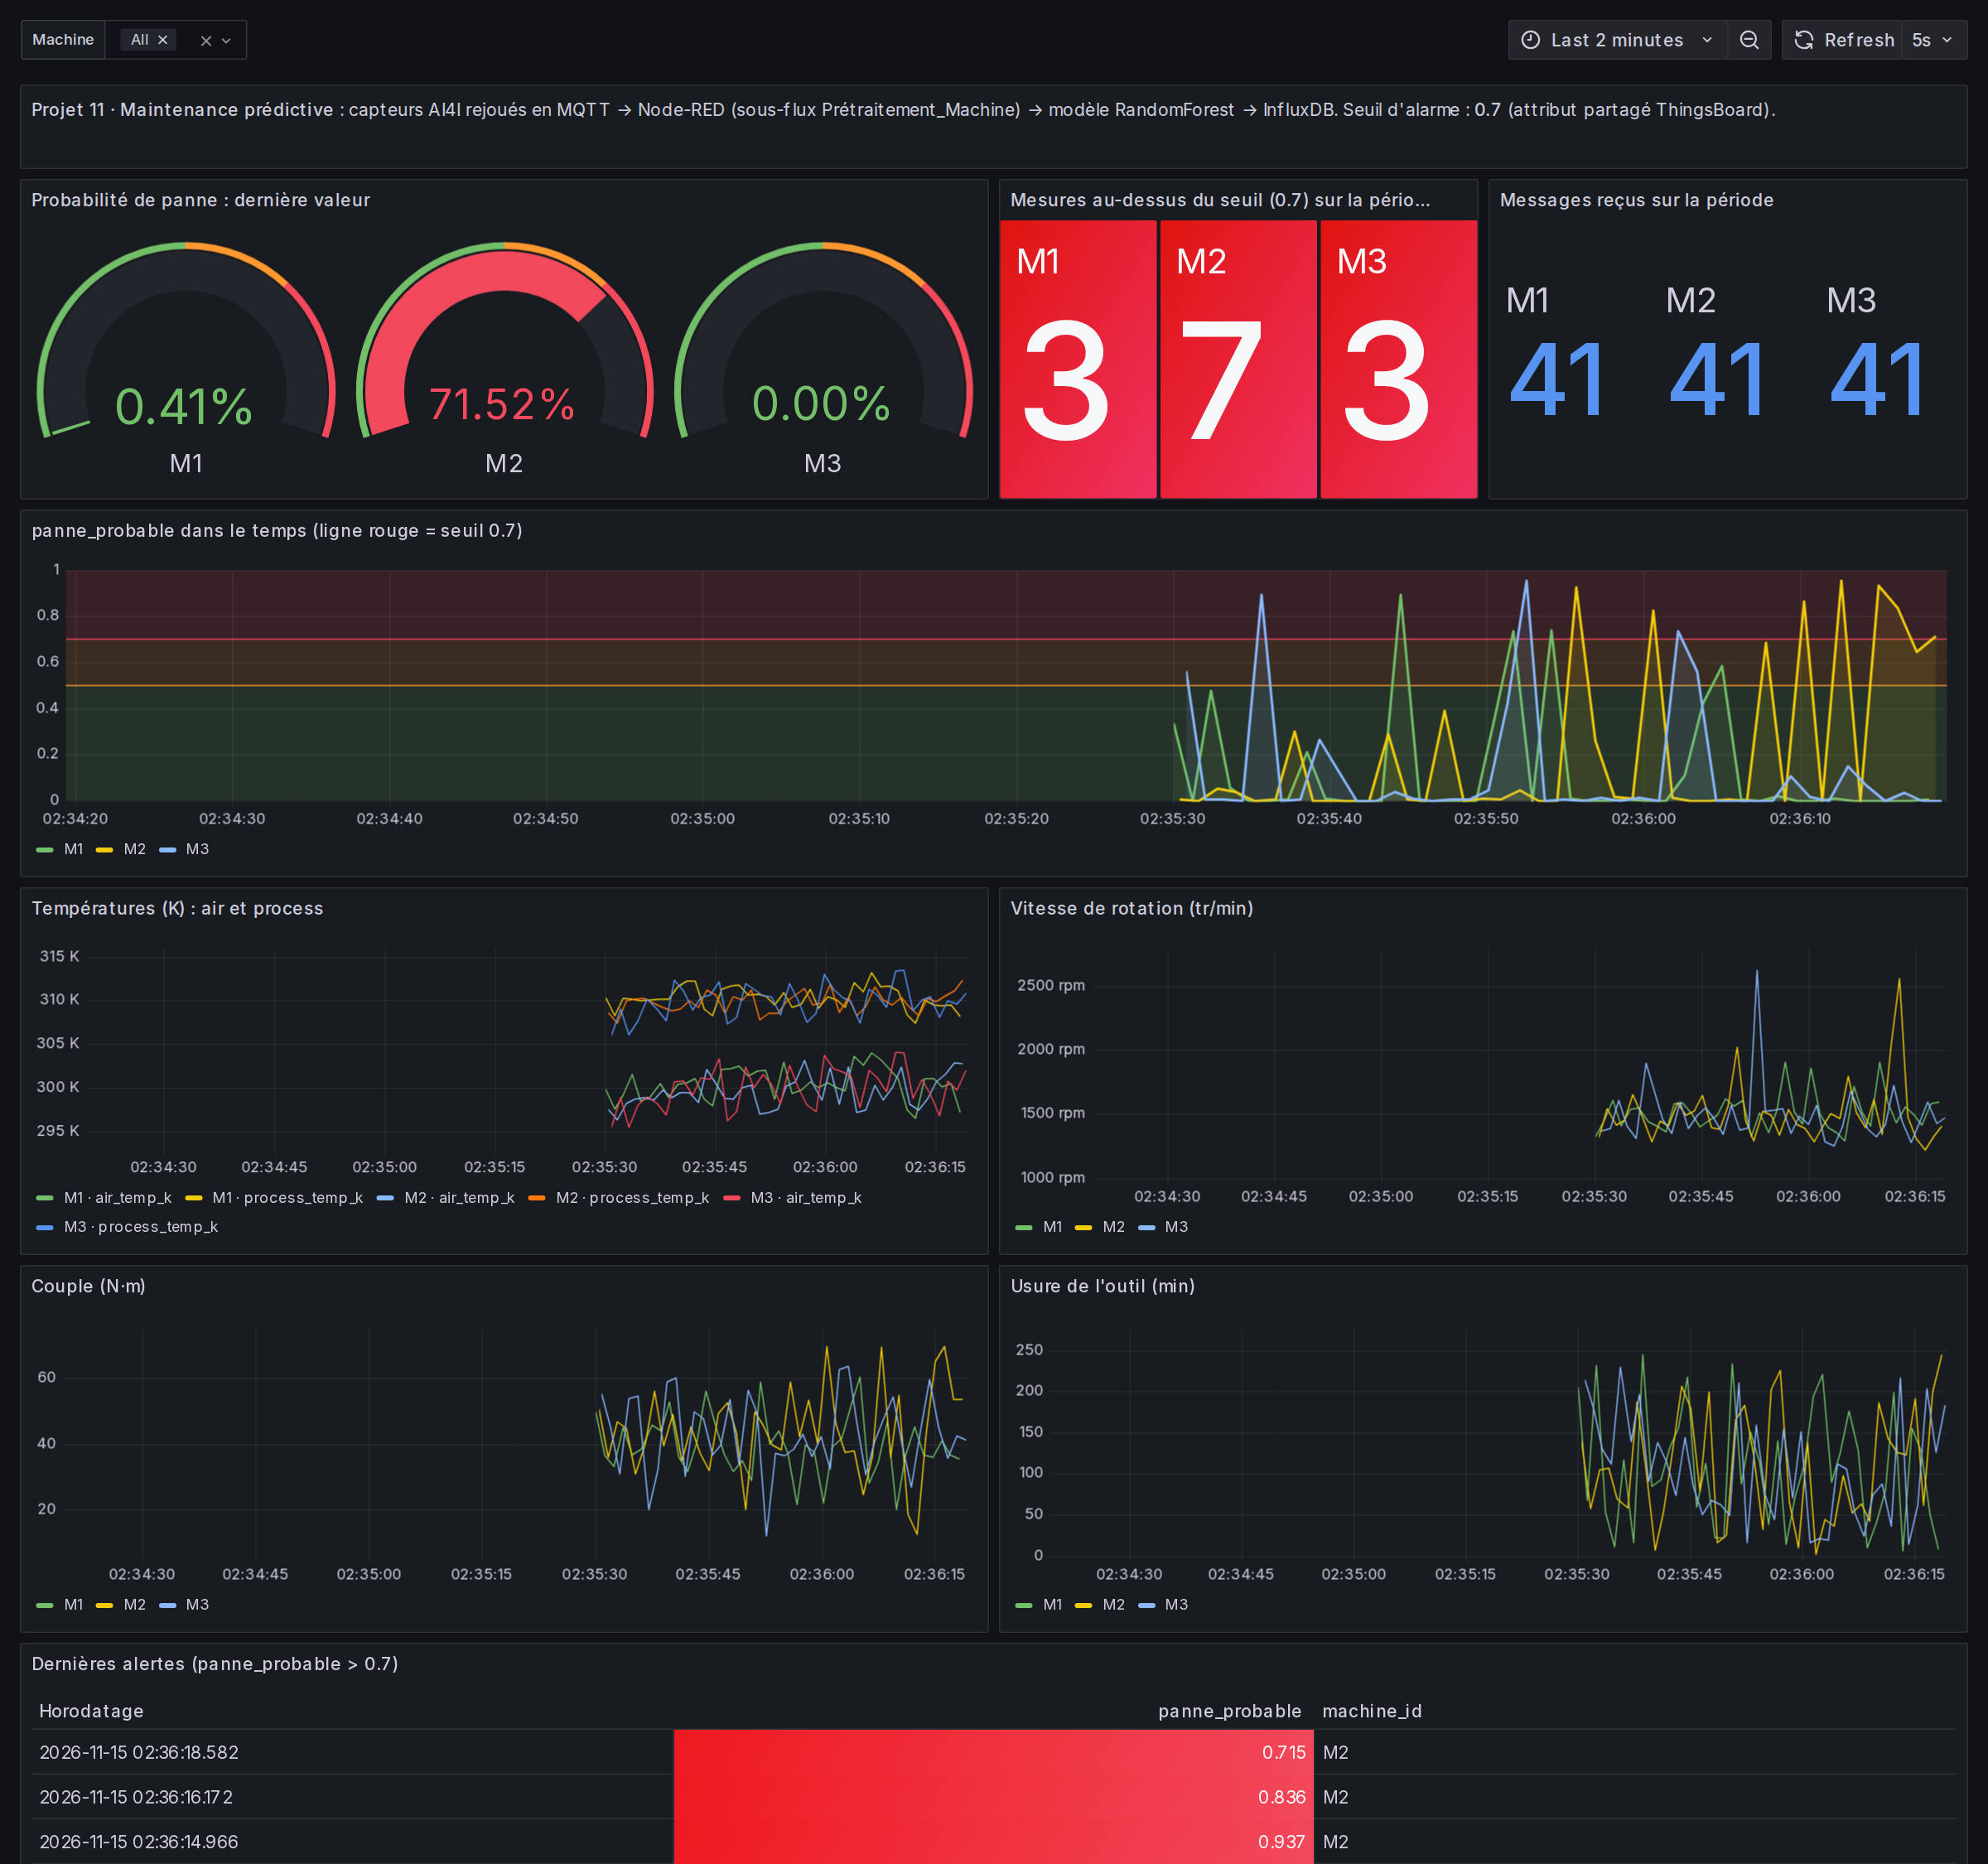 Machine All
Last 2 minutes Refresh 5s
Projet 11 · Maintenance prédictive : capteurs AI4I rejoués en MQTT → Node-RED (sous-flux Prétraitement_Machine) → modèle RandomForest → InfluxDB. Seuil d'alarme : 0.7 (attribut partagé ThingsBoard).
Probabilité de panne : dernière valeur
0.41% 71.52% 0.00%
M1 M2 M3
Mesures au-dessus du seuil (0.7) sur la pério...
M1 M2 M3
3 7 3
Messages reçus sur la période
M1 M2 M3
41 41 41
panne_probable dans le temps (ligne rouge = seuil 0.7)
1
0.8
0.6
0.4
0.2
0
02:34:20 02:34:30 02:34:40 02:34:50 02:35:00 02:35:10 02:35:20 02:35:30 02:35:40 02:35:50 02:36:00 02:36:10
M1 M2 M3
Températures (K) : air et process
315 K
310 K
305 K
300 K
295 K
02:34:30 02:34:45 02:35:00 02:35:15 02:35:30 02:35:45 02:36:00 02:36:15
M1 · air_temp_k M1 · process_temp_k M2 · air_temp_k M2 · process_temp_k M3 · air_temp_k
M3 · process_temp_k
Vitesse de rotation (tr/min)
2500 rpm
2000 rpm
1500 rpm
1000 rpm
02:34:30 02:34:45 02:35:00 02:35:15 02:35:30 02:35:45 02:36:00 02:36:15
M1 M2 M3
Couple (N·m)
60
40
20
02:34:30 02:34:45 02:35:00 02:35:15 02:35:30 02:35:45 02:36:00 02:36:15
M1 M2 M3
Usure de l'outil (min)
250
200
150
100
50
0
02:34:30 02:34:45 02:35:00 02:35:15 02:35:30 02:35:45 02:36:00 02:36:15
M1 M2 M3
Dernières alertes (panne_probable > 0.7)
Horodatage panne_probable machine_id
2026-11-15 02:36:18.582 0.715 M2
2026-11-15 02:36:16.172 0.836 M2
2026-11-15 02:36:14.966 0.937 M2